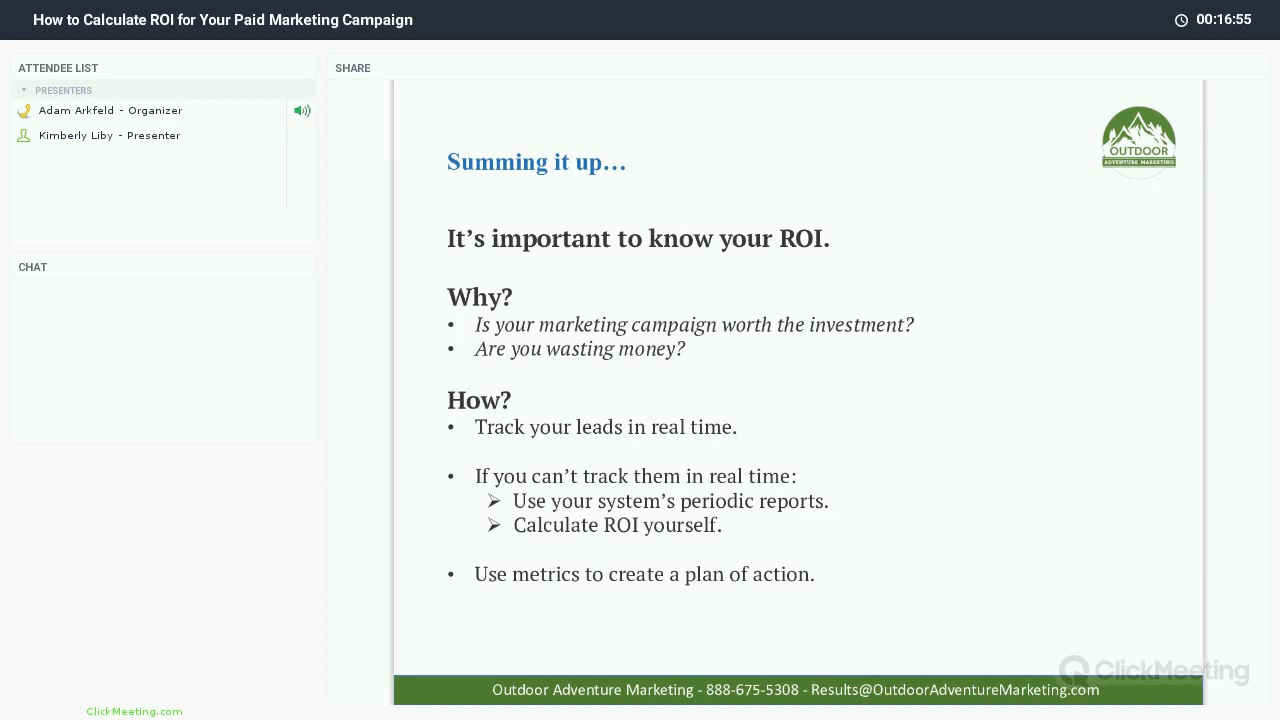 How to Calculate ROI for Your Paid Marketing Campaign
00:16:55
ATTENDEE LIST
PRESENTERS
Adam Arkfeld - Organizer
Kimberly Liby - Presenter
CHAT
SHARE
OUTDOOR
ADVENTURE MARKETING
Summing it up…
It’s important to know your ROI.
Why?
• Is your marketing campaign worth the investment?
• Are you wasting money?
How?
• Track your leads in real time.
• If you can’t track them in real time:
➢ Use your system’s periodic reports.
➢ Calculate ROI yourself.
• Use metrics to create a plan of action.
ClickMeeting
Outdoor Adventure Marketing - 888-675-5308 - Results@OutdoorAdventureMarketing.com
ClickMeeting.com